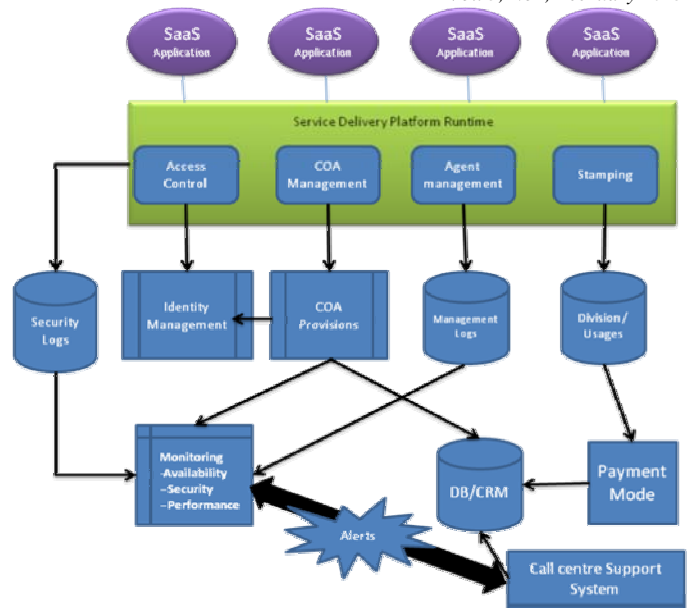 SaaS
Application
SaaS
Application
SaaS
Application
SaaS
Application
Service Delivery Platform Runtime
Access
Control
COA
Management
Agent
management
Stamping
Security
Logs
Identity
Management
COA
Provisions
Management
Logs
Division /
Usages
Monitoring
-Availability
–Security
–Performance
DB/CRM
Payment
Mode
Alerts
Call centre Support
System